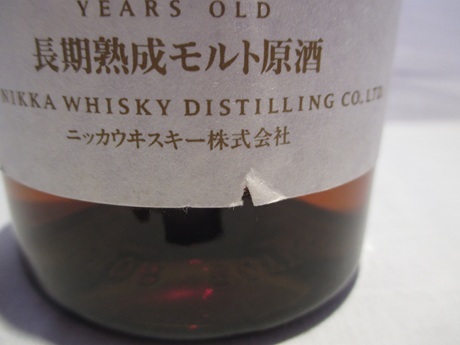 YEARS OLD
長期熟成モルト原酒
NIKKA WHISKY DISTILLING CO., LTD.
ニッカウヰスキー株式会社